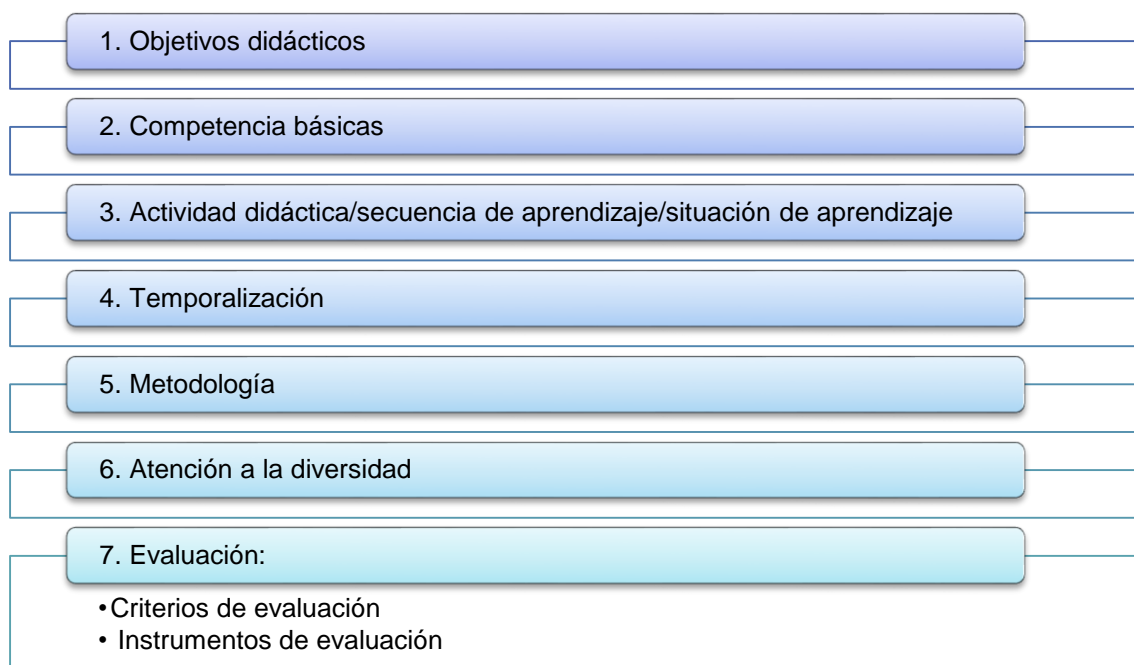 1. Objetivos didácticos
2. Competencia básicas
3. Actividad didáctica/secuencia de aprendizaje/situación de aprendizaje
4. Temporalización
5. Metodología
6. Atención a la diversidad
7. Evaluación:
•Criterios de evaluación
• Instrumentos de evaluación